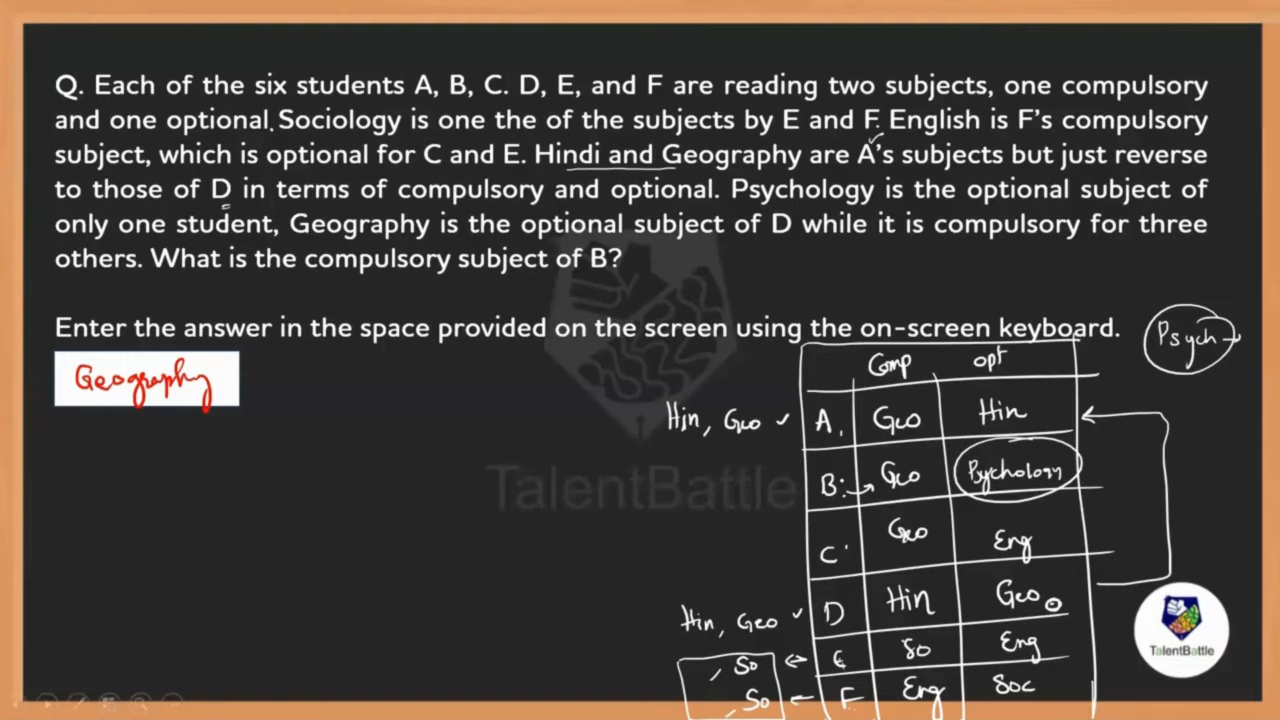 Q. Each of the six students A, B, C. D, E, and F are reading two subjects, one compulsory
and one optional. Sociology is one the of the subjects by E and F. English is F's compulsory
subject, which is optional for C and E. Hindi and Geography are A's subjects but just reverse
to those of D in terms of compulsory and optional. Psychology is the optional subject of
only one student, Geography is the optional subject of D while it is compulsory for three
others. What is the compulsory subject of B?
Enter the answer in the space provided on the screen using the on-screen keyboard.
Psych
Geography
Comp opt
Hin, Geo A, Geo Hin
B: Geo Psychology
C Geo Eng
Hin, Geo D Hin Geo
So E So Eng
So F Eng Soc
TalentBattle
TalentBattle